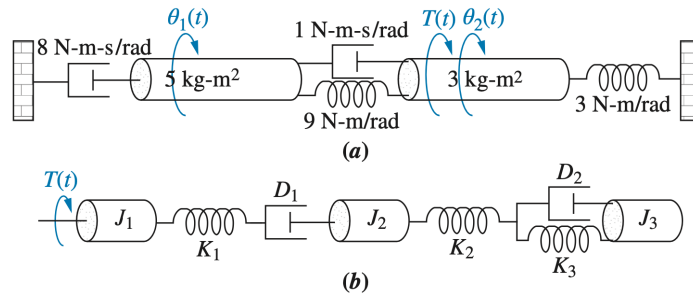 θ₁(t) T(t) θ₂(t)
8 N-m-s/rad 1 N-m-s/rad
5 kg-m² 3 kg-m²
9 N-m/rad 3 N-m/rad
(a)
T(t) D₁ D₂
J₁ J₂ J₃
K₁ K₂ K₃
(b)